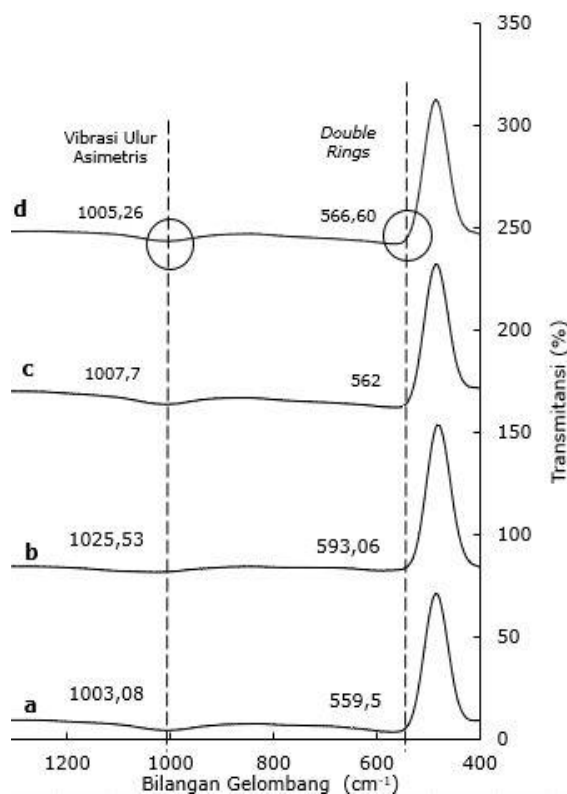 350
Vibrasi Ulur
Asimetris
Double
Rings
300
d
1005,26
566,60
250
200
c
1007,7
562
150
Transmitansi (%)
100
b
1025,53
593,06
50
a
1003,08
559,5
0
1200 1000 800 600 400
Bilangan Gelombang (cm-1)